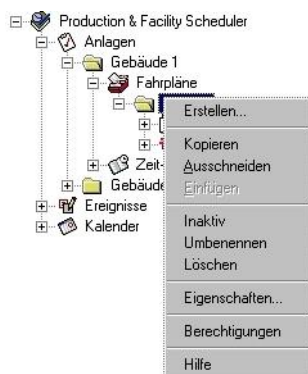 Production & Facility Scheduler
Anlagen
Gebäude 1
Fahrpläne
Zeit-
Gebäude
Ereignisse
Kalender
Erstellen...
Kopieren
Ausschneiden
Einfügen
Inaktiv
Umbenennen
Löschen
Eigenschaften...
Berechtigungen
Hilfe